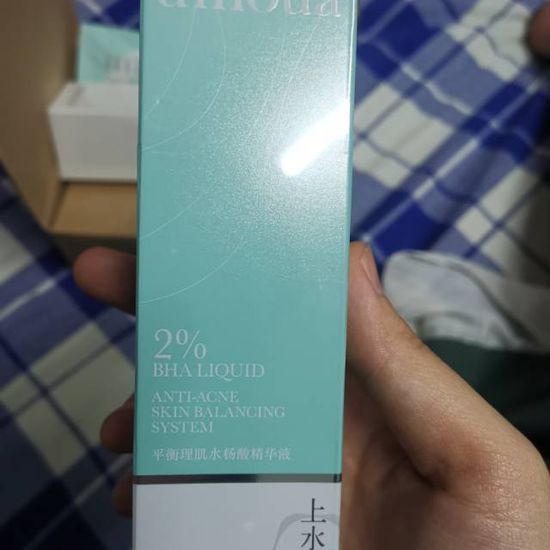 2%
BHA LIQUID
ANTI-ACNE
SKIN BALANCING
SYSTEM
平衡理肌水杨酸精华液
上水